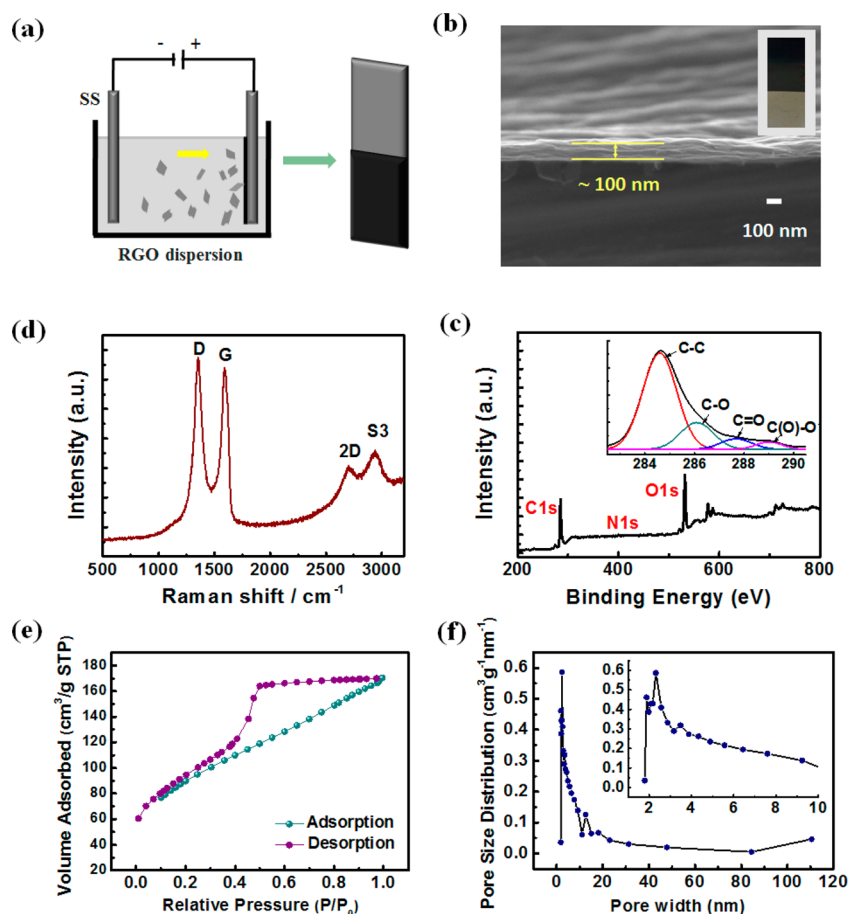 (a)
- +
SS
RGO dispersion
(b)
~ 100 nm
100 nm
(d)
D
G
2D
S3
Intensity (a.u.)
500 1000 1500 2000 2500 3000
Raman shift / cm⁻¹
(c)
C-C
C-O
C=O
C(O)-O
284 286 288 290
O1s
C1s
N1s
Intensity (a.u.)
200 400 600 800
Binding Energy (eV)
(e)
Volume Adsorbed (cm³/g STP)
180
160
140
120
100
80
60
40
20
Adsorption
Desorption
0.0 0.2 0.4 0.6 0.8 1.0
Relative Pressure (P/P₀)
(f)
Pore Size Distribution (cm³g⁻¹nm⁻¹)
0.6
0.5
0.4
0.3
0.2
0.1
0.0
0.6
0.5
0.4
0.3
0.2
0.1
0.0
2 4 6 8 10
0 20 40 60 80 100 120
Pore width (nm)